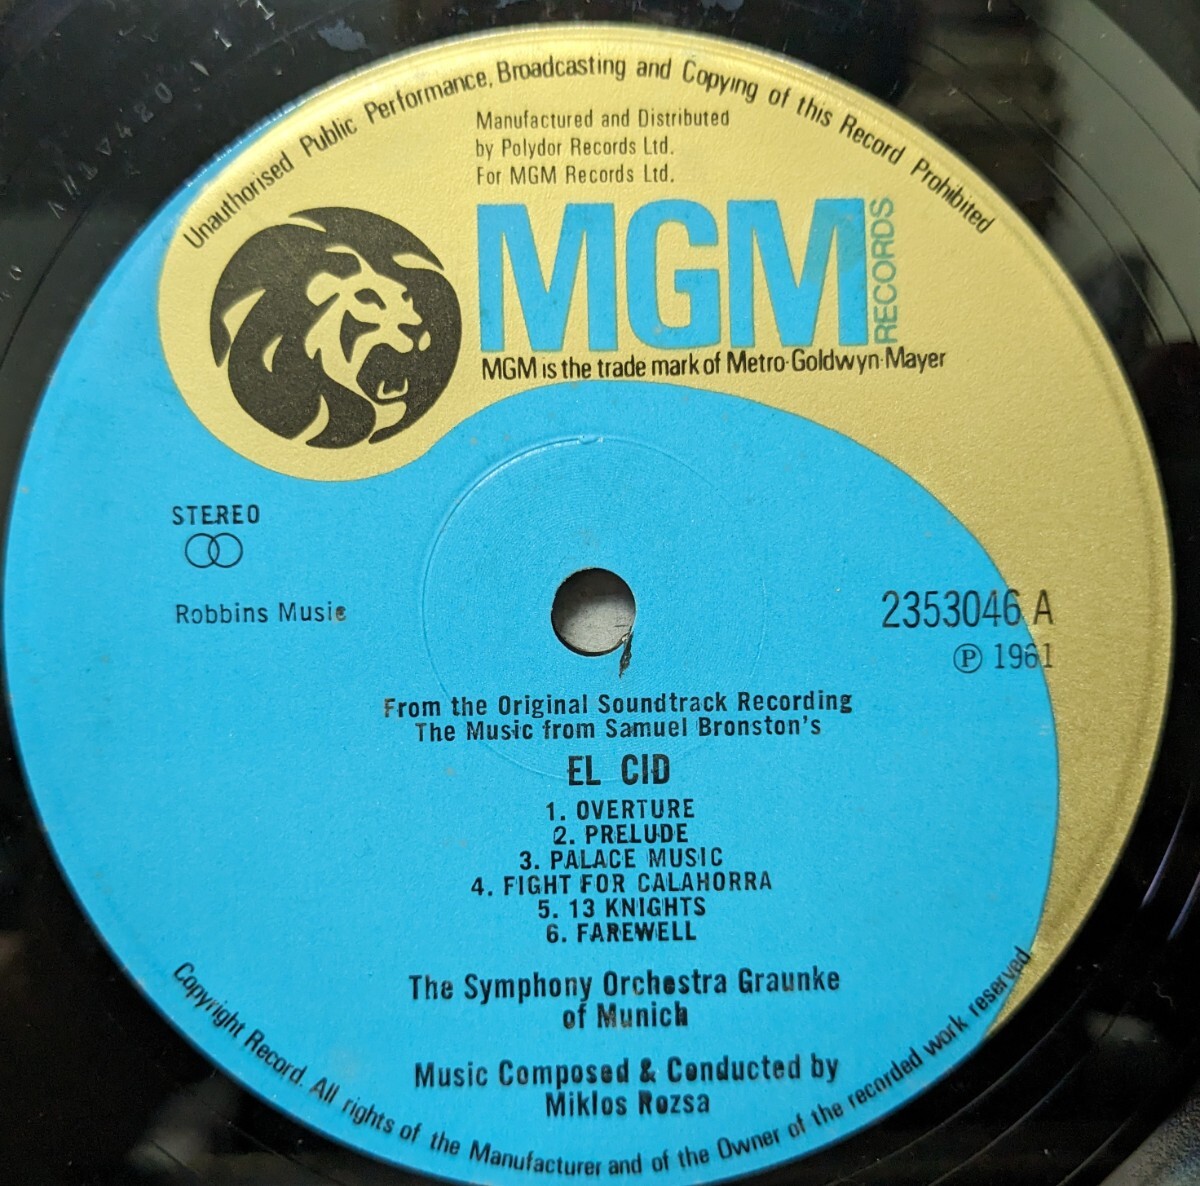 Unauthorised Public Performance, Broadcasting and Copying of this Record Prohibited
Manufactured and Distributed
by Polydor Records Ltd.
For MGM Records Ltd.
MGM
RECORDS
MGM is the trade mark of Metro-Goldwyn-Mayer
STEREO
Robbins Music
2353046 A
Ⓟ 1961
From the Original Soundtrack Recording
The Music from Samuel Bronston's
EL CID
1. OVERTURE
2. PRELUDE
3. PALACE MUSIC
4. FIGHT FOR CALAHORRA
5. 13 KNIGHTS
6. FAREWELL
The Symphony Orchestra Graunke
of Munich
Music Composed & Conducted by
Miklos Rozsa
Copyright Record. All rights of the Manufacturer and of the Owner of the recorded work reserved